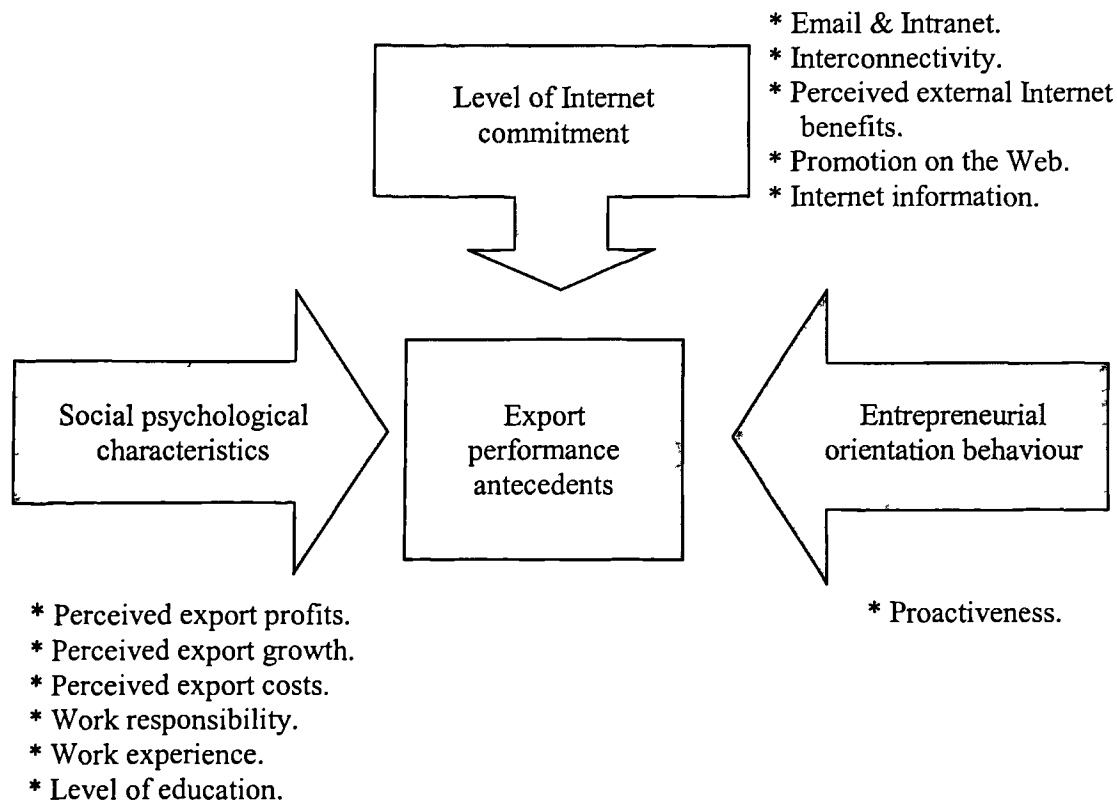 * Email & Intranet.
* Interconnectivity.
* Perceived external Internet
benefits.
* Promotion on the Web.
* Internet information.
Level of Internet
commitment
Social psychological
characteristics
Export
performance
antecedents
Entrepreneurial
orientation behaviour
* Perceived export profits.
* Perceived export growth.
* Perceived export costs.
* Work responsibility.
* Work experience.
* Level of education.
* Proactiveness.